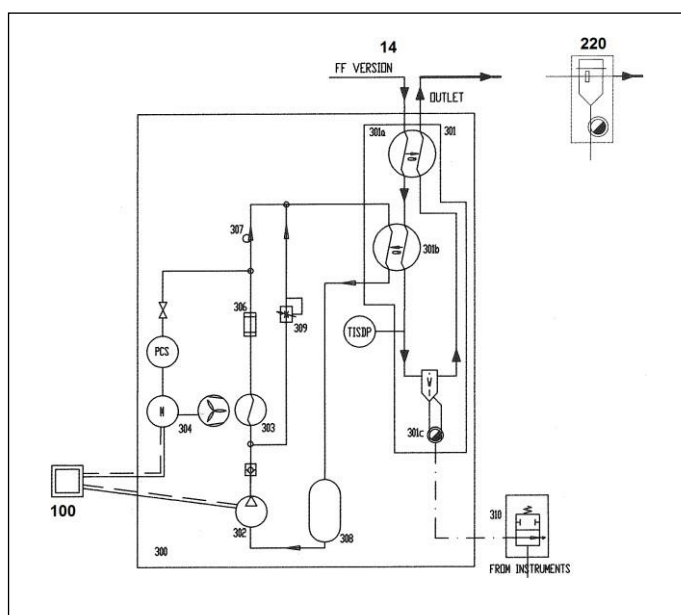 14
220
FF VERSION
OUTLET
301a
301
307
301b
306
309
TISDP
PCS
M
304
303
V
301c
100
302
300
308
310
FROM INSTRUMENTS